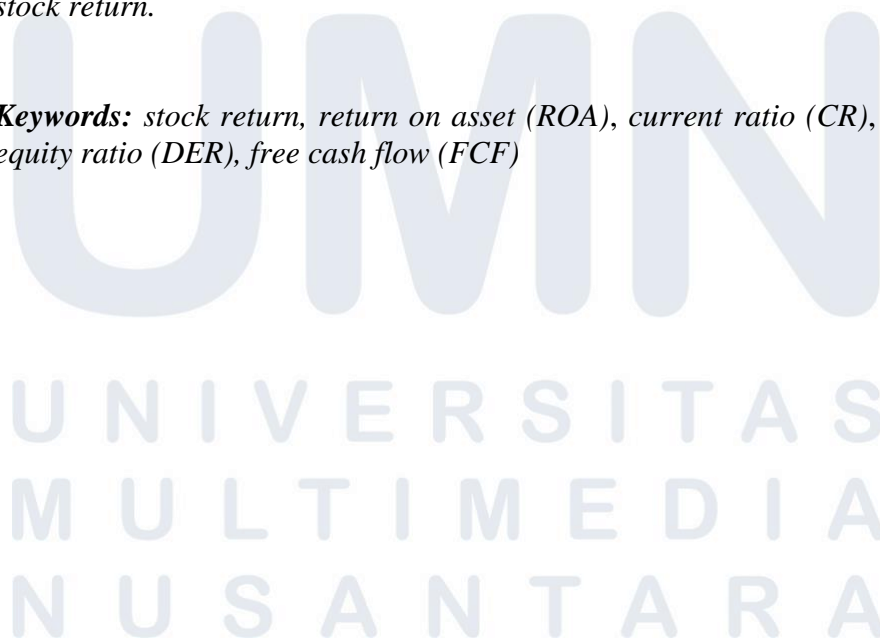 stock return.
Keywords: stock return, return on asset (ROA), current ratio (CR),
equity ratio (DER), free cash flow (FCF)
UMN
UNIVERSITAS
MULTIMEDIA
NUSANTARA